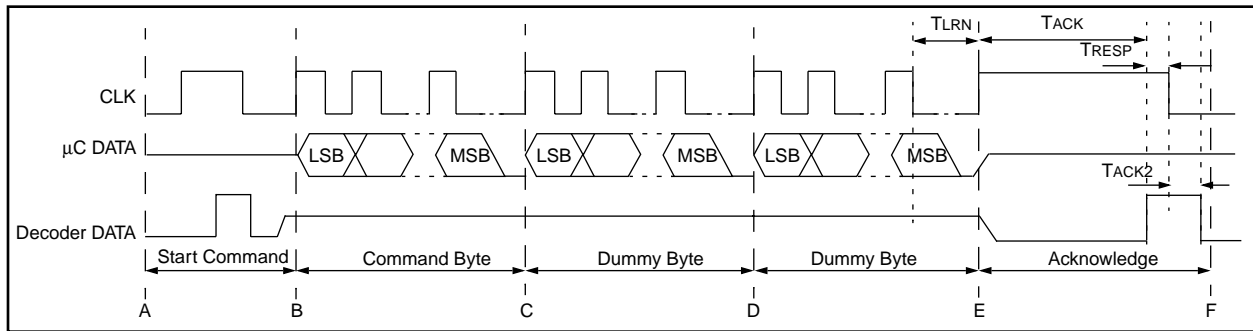 TLRN TACK
TRESP
CLK
µC DATA LSB MSB LSB MSB LSB MSB
TACK2
Decoder DATA
Start Command Command Byte Dummy Byte Dummy Byte Acknowledge
A B C D E F